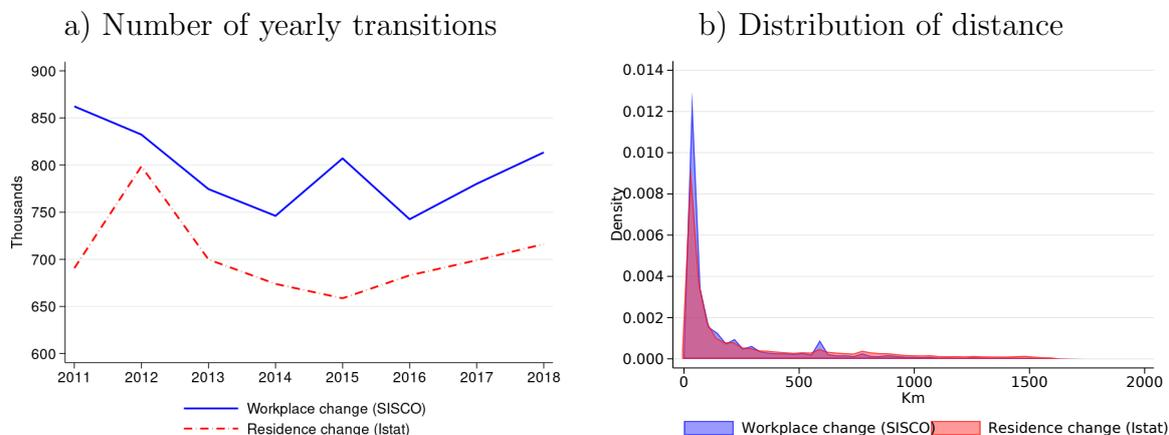 a) Number of yearly transitions
900
850
800
750
700
650
600
Thousands
2011 2012 2013 2014 2015 2016 2017 2018
Workplace change (SISCO)
Residence change (Istat)
b) Distribution of distance
0.014
0.012
0.010
0.008
0.006
0.004
0.002
0.000
Density
0 500 1000 1500 2000
Km
Workplace change (SISCO) Residence change (Istat)